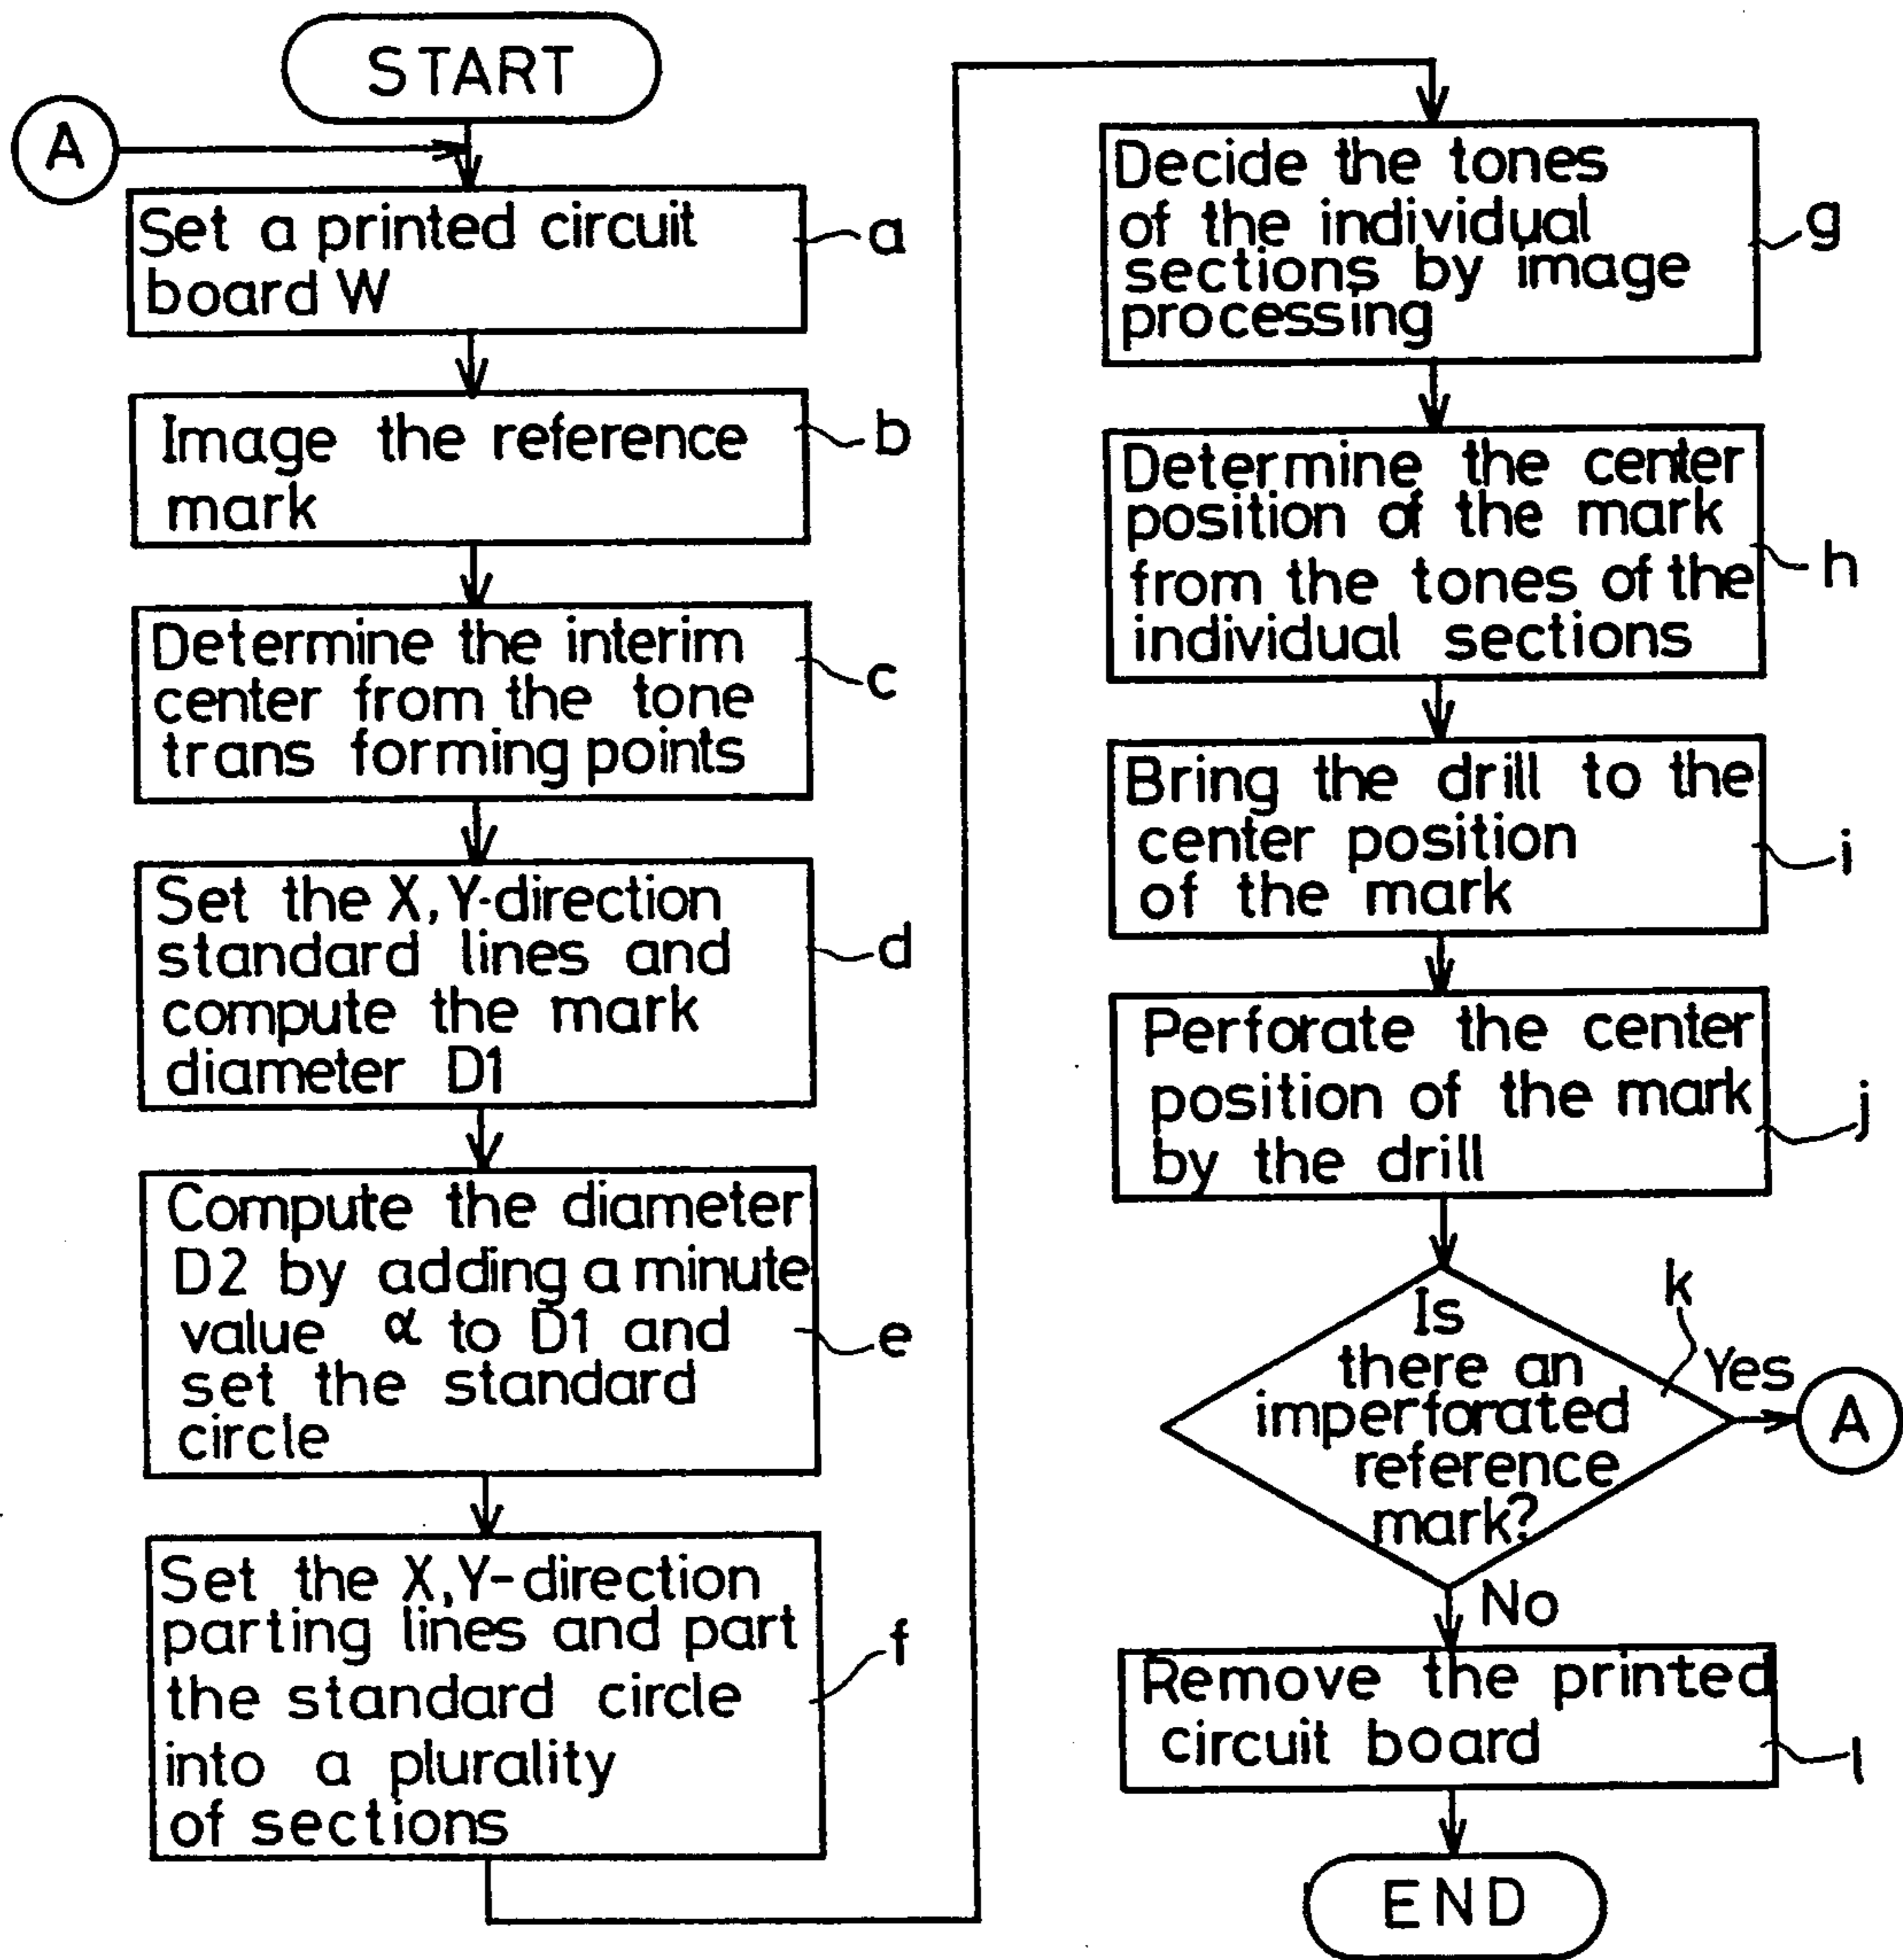 START
A
Set a printed circuit
board W
a
Image the reference
mark
b
Determine the interim
center from the tone
trans forming points
c
Set the X,Y-direction
standard lines and
compute the mark
diameter D1
d
Compute the diameter
D2 by adding a minute
value α to D1 and
set the standard
circle
e
Set the X,Y-direction
parting lines and part
the standard circle
into a plurality
of sections
f
Decide the tones
of the individual
sections by image
processing
g
Determine the center
position of the mark
from the tones of the
individual sections
h
Bring the drill to the
center position
of the mark
i
Perforate the center
position of the mark
by the drill
j
Is
there an
imperforated
reference
mark?
k
Yes
A
No
Remove the printed
circuit board
l
END